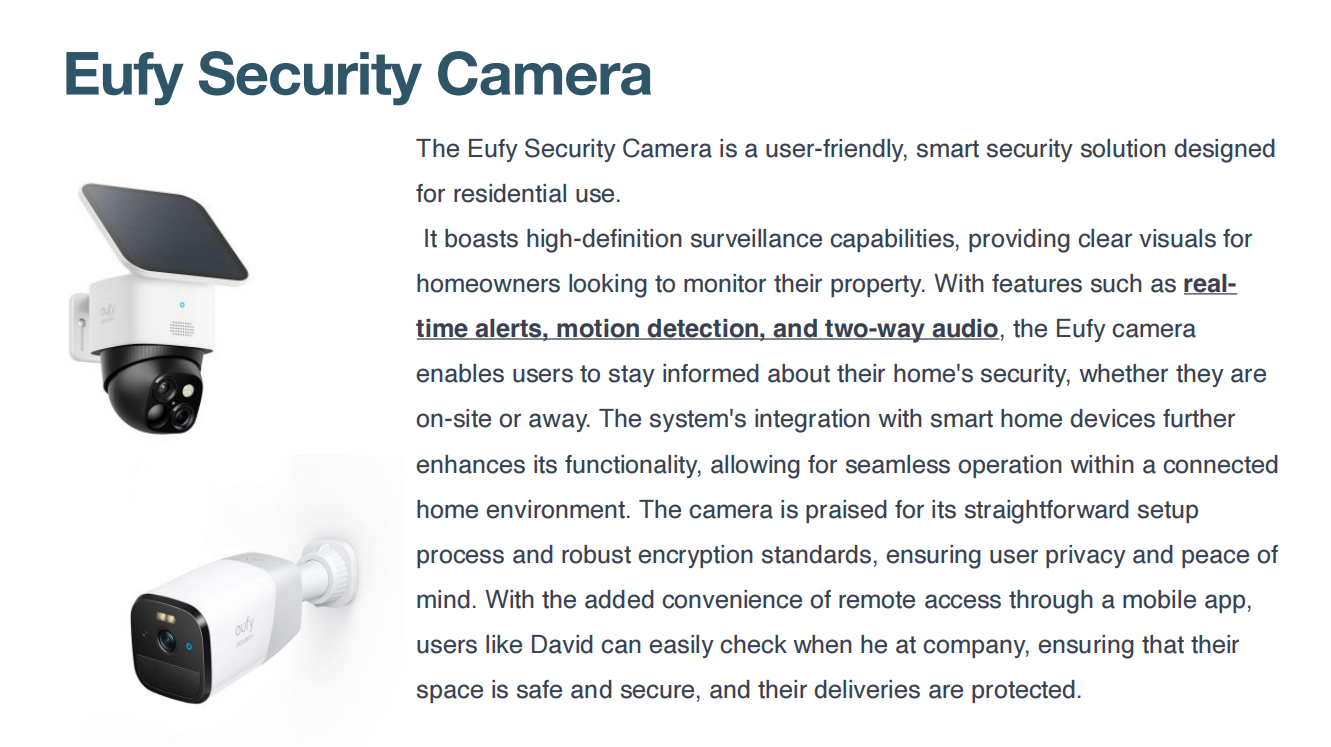 Eufy Security Camera
The Eufy Security Camera is a user-friendly, smart security solution designed
for residential use.
It boasts high-definition surveillance capabilities, providing clear visuals for
homeowners looking to monitor their property. With features such as real-
time alerts, motion detection, and two-way audio, the Eufy camera
enables users to stay informed about their home's security, whether they are
on-site or away. The system's integration with smart home devices further
enhances its functionality, allowing for seamless operation within a connected
home environment. The camera is praised for its straightforward setup
process and robust encryption standards, ensuring user privacy and peace of
mind. With the added convenience of remote access through a mobile app,
users like David can easily check when he at company, ensuring that their
space is safe and secure, and their deliveries are protected.
eufy
eufy